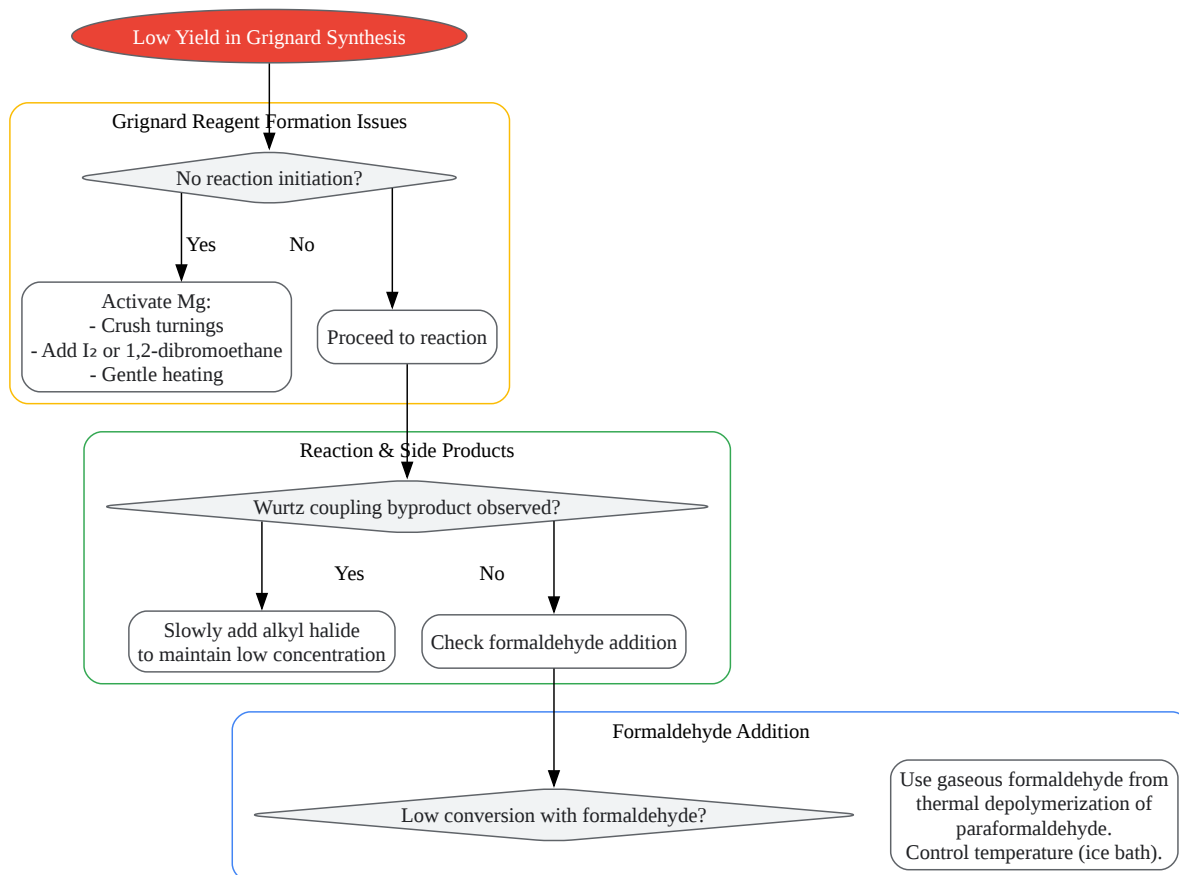 Low Yield in Grignard Synthesis
Grignard Reagent Formation Issues
No reaction initiation?
Yes
No
Activate Mg:
- Crush turnings
- Add I₂ or 1,2-dibromoethane
- Gentle heating
Proceed to reaction
Reaction & Side Products
Wurtz coupling byproduct observed?
Yes
No
Slowly add alkyl halide
to maintain low concentration
Check formaldehyde addition
Formaldehyde Addition
Low conversion with formaldehyde?
Use gaseous formaldehyde from
thermal depolymerization of
paraformaldehyde.
Control temperature (ice bath).